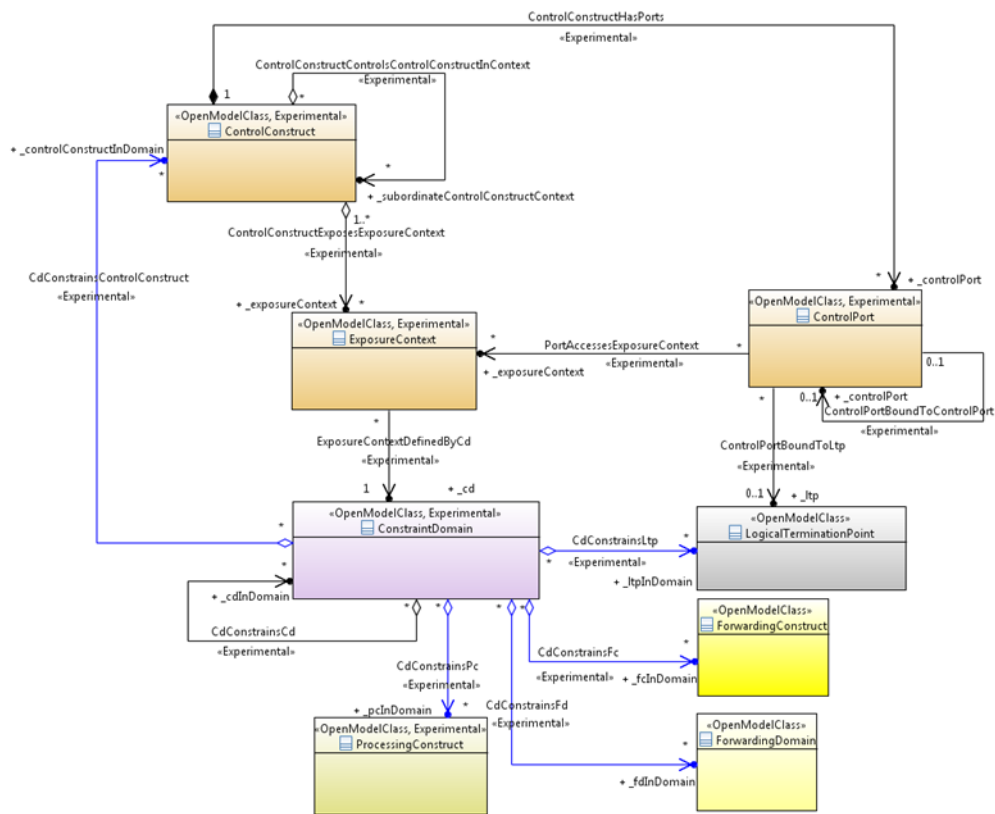 ControlConstructHasPorts
«Experimental»
ControlConstructControlsControlConstructInContext
«Experimental»
1
*
«OpenModelClass, Experimental»
ControlConstruct
+ _controlConstructInDomain
*
*
+ _subordinateControlConstructContext
1..*
ControlConstructExposesExposureContext
«Experimental»
CdConstrainsControlConstruct
«Experimental»
* + _controlPort
+ _exposureContext *
«OpenModelClass, Experimental»
ControlPort
«OpenModelClass, Experimental»
ExposureContext
*
PortAccessesExposureContext
*
«Experimental»
+ _exposureContext
0..1
0..1
+ _controlPort
ControlPortBoundToControlPort
«Experimental»
*
*
ExposureContextDefinedByCd
«Experimental»
ControlPortBoundToLtp
«Experimental»
1
+ _cd
0..1
+ _ltp
«OpenModelClass, Experimental»
ConstraintDomain
«OpenModelClass»
LogicalTerminationPoint
*
CdConstrainsLtp
*
«Experimental»
*
+ _ltpInDomain
*
+ _cdInDomain
*
*
*
*
CdConstrainsCd
«Experimental»
«OpenModelClass»
ForwardingConstruct
CdConstrainsFc
*
«Experimental»
+ _fcInDomain
CdConstrainsPc
«Experimental»
+ _pcInDomain *
CdConstrainsFd
«Experimental»
«OpenModelClass, Experimental»
ProcessingConstruct
«OpenModelClass»
ForwardingDomain
*
+ _fdInDomain